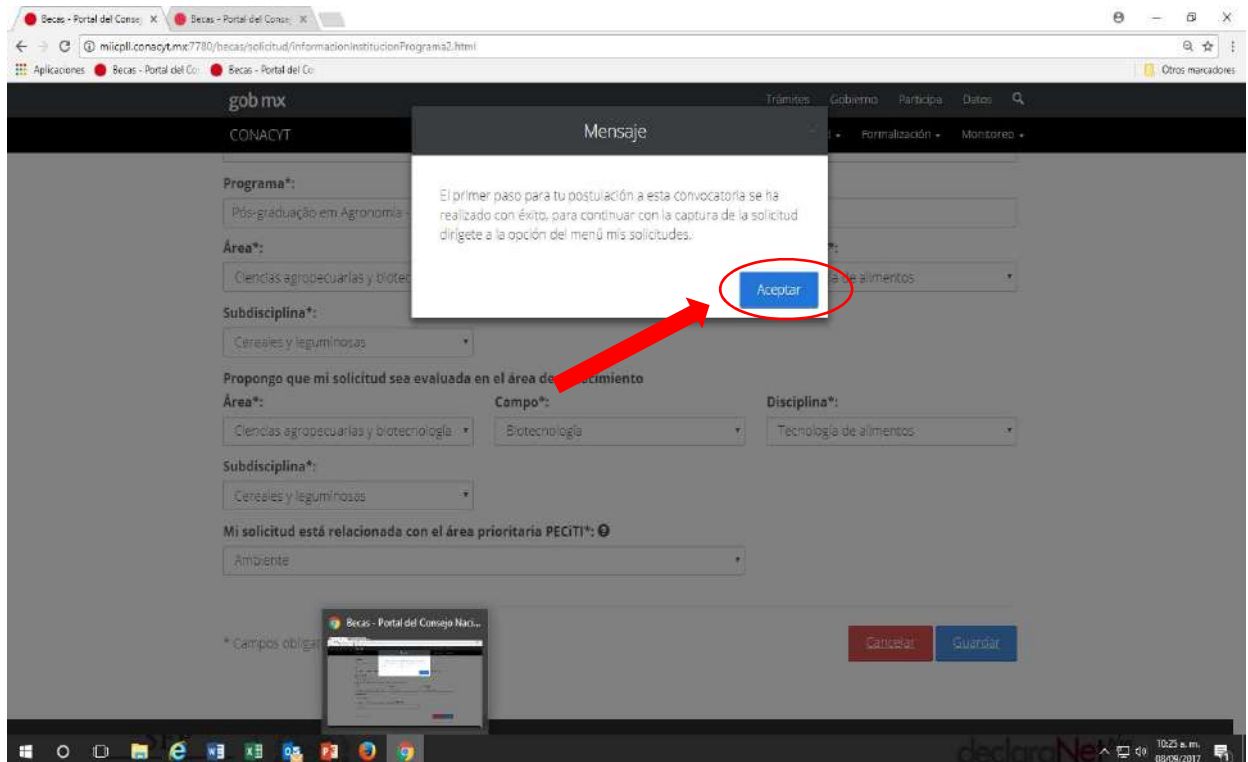 Becas - Portal del Conse
Becas - Portal del Conse
miicpll.conacyt.mx:7780/becas/solicitud/informacionInstitucionPrograma2.html
Aplicaciones
Becas - Portal del Co
Becas - Portal del Co
Otros marcadores
gob mx
Trámites
Gobierno
Participa
Datos
CONACYT
Mensaje
Formalización
Monitoreo
Programa*:
Pós-graduação em Agronomia -
El primer paso para tu postulación a esta convocatoria se ha
realizado con éxito, para continuar con la captura de la solicitud
dirígete a la opción del menú mis solicitudes.
Aceptar
Área*:
Ciencias agropecuarias y biotec
de alimentos
Subdisciplina*:
Cereales y leguminosas
Propongo que mi solicitud sea evaluada en el área de
Área*:
Campo*:
Disciplina*:
Ciencias agropecuarias y biotecnología
Biotecnología
Tecnología de alimentos
Subdisciplina*:
Cereales y leguminosas
Mi solicitud está relacionada con el área prioritaria PECiTI*:
Ambiente
Becas - Portal del Consejo Naci...
* Campos obligat
Cancelar
Guardar
declaraNet
10:25 a. m.
08/09/2017